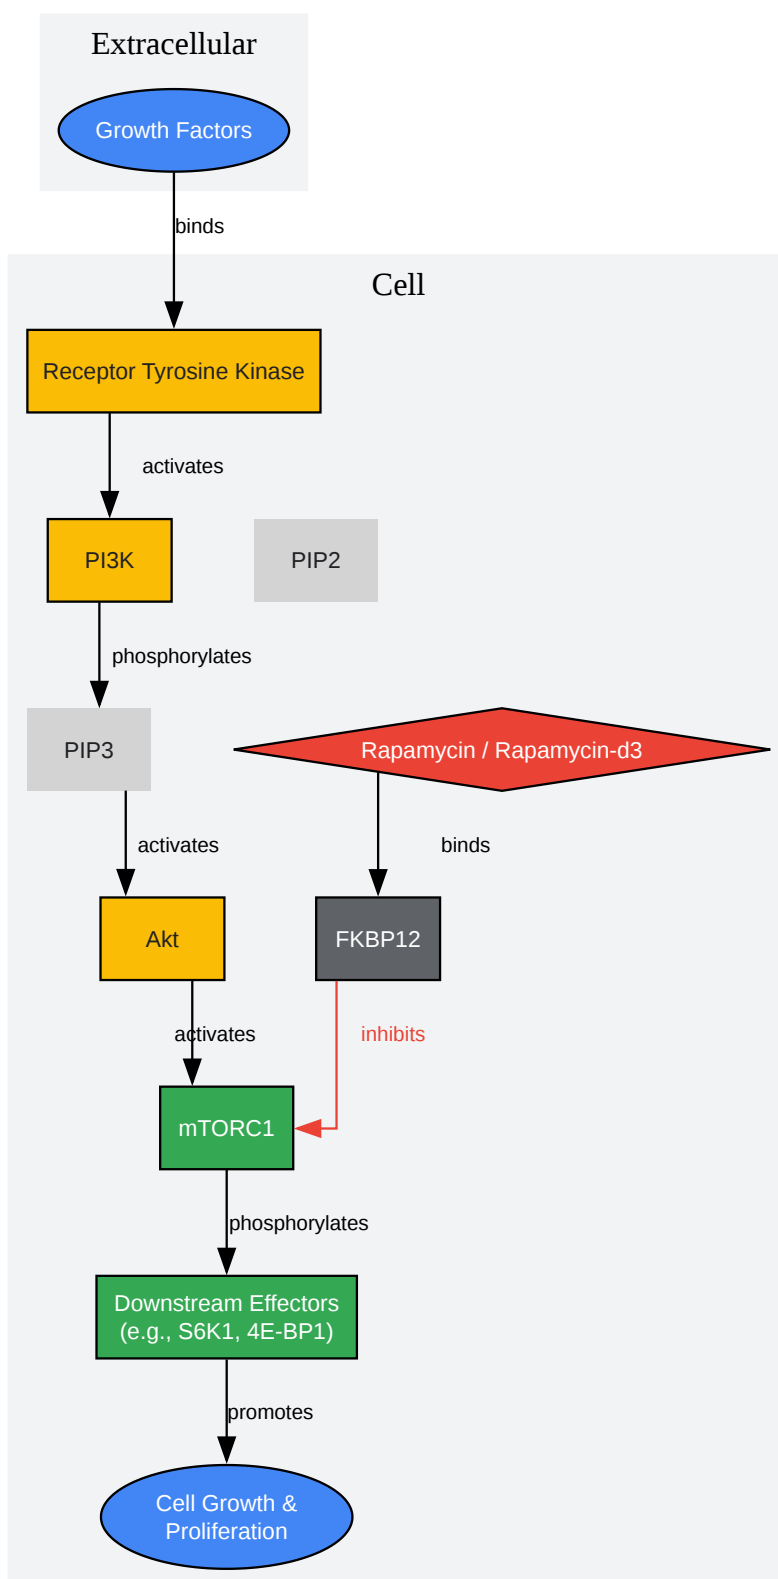 Extracellular
Growth Factors
binds
Cell
Receptor Tyrosine Kinase
activates
PI3K
PIP2
phosphorylates
PIP3
Rapamycin / Rapamycin-d3
activates
binds
Akt
FKBP12
activates
inhibits
mTORC1
phosphorylates
Downstream Effectors
(e.g., S6K1, 4E-BP1)
promotes
Cell Growth &
Proliferation